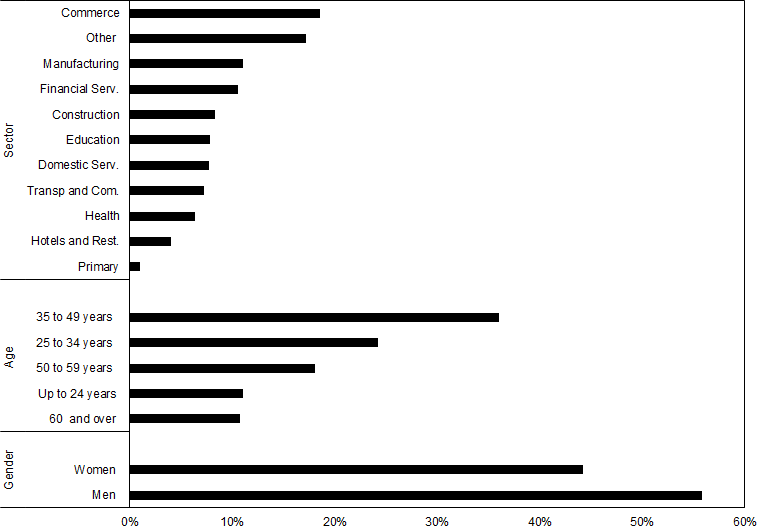 Sector
Commerce
Other
Manufacturing
Financial Serv.
Construction
Education
Domestic Serv.
Transp and Com.
Health
Hotels and Rest.
Primary
Age
35 to 49 years
25 to 34 years
50 to 59 years
Up to 24 years
60 and over
Gender
Women
Men
0% 10% 20% 30% 40% 50% 60%